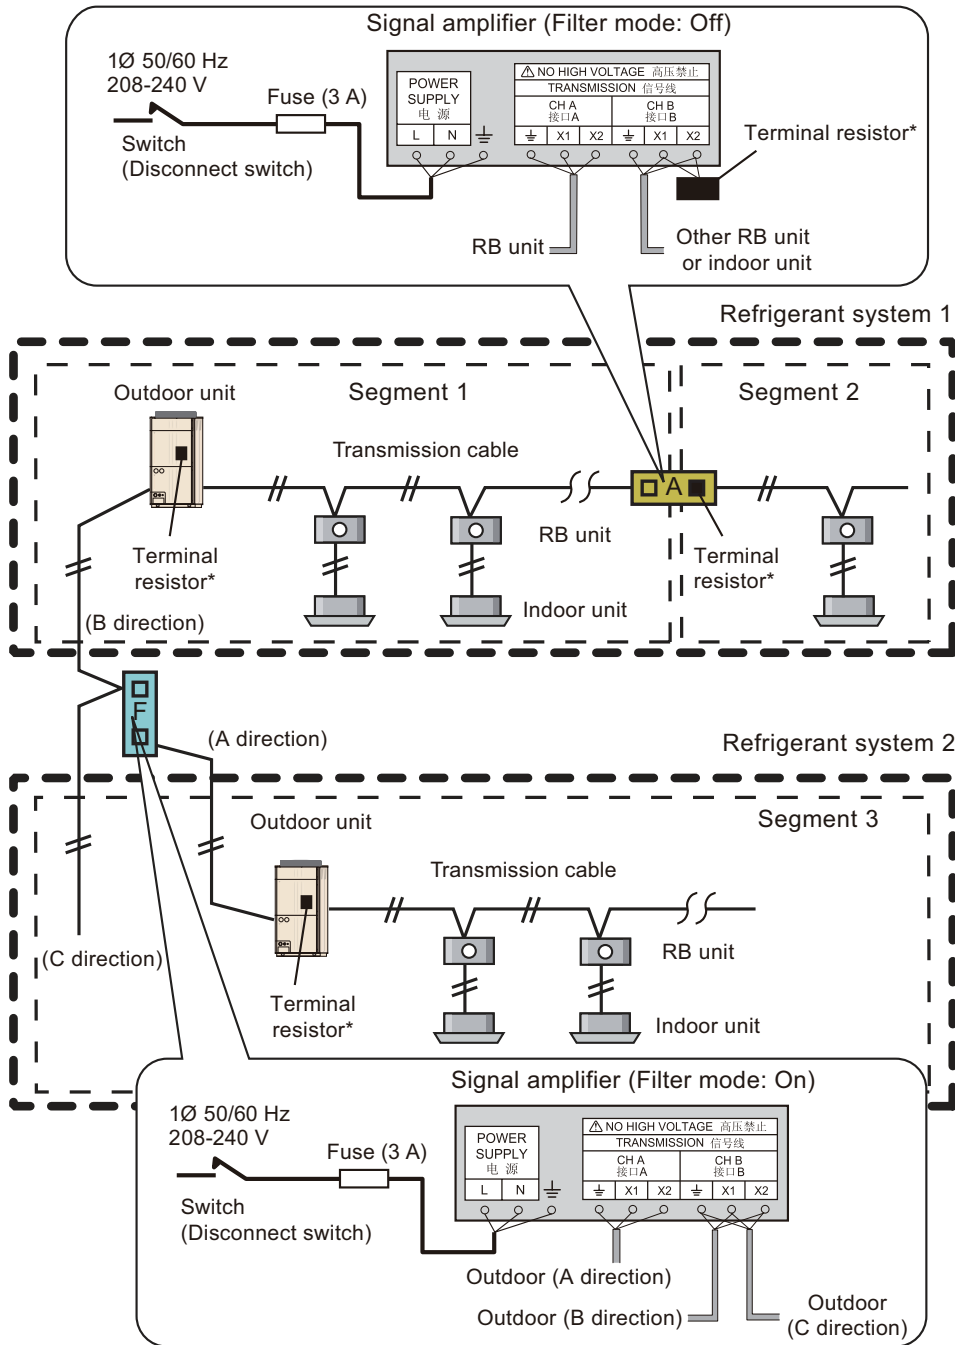 Signal amplifier (Filter mode: Off)
1Ø 50/60 Hz
208-240 V
Fuse (3 A)
Switch
(Disconnect switch)
POWER
SUPPLY
电 源
L N
⚠ NO HIGH VOLTAGE 高压禁止
TRANSMISSION 信号线
CH A
接口A
CH B
接口B
X1 X2 X1 X2
Terminal resistor*
RB unit
Other RB unit
or indoor unit
Refrigerant system 1
Outdoor unit
Segment 1
Segment 2
Transmission cable
A
RB unit
Terminal
resistor*
Terminal
resistor*
Indoor unit
(B direction)
F
(A direction)
Refrigerant system 2
Outdoor unit
Segment 3
Transmission cable
(C direction)
RB unit
Terminal
resistor*
Indoor unit
Signal amplifier (Filter mode: On)
1Ø 50/60 Hz
208-240 V
Fuse (3 A)
Switch
(Disconnect switch)
POWER
SUPPLY
电 源
L N
⚠ NO HIGH VOLTAGE 高压禁止
TRANSMISSION 信号线
CH A
接口A
CH B
接口B
X1 X2 X1 X2
Outdoor (A direction)
Outdoor (B direction)
Outdoor
(C direction)